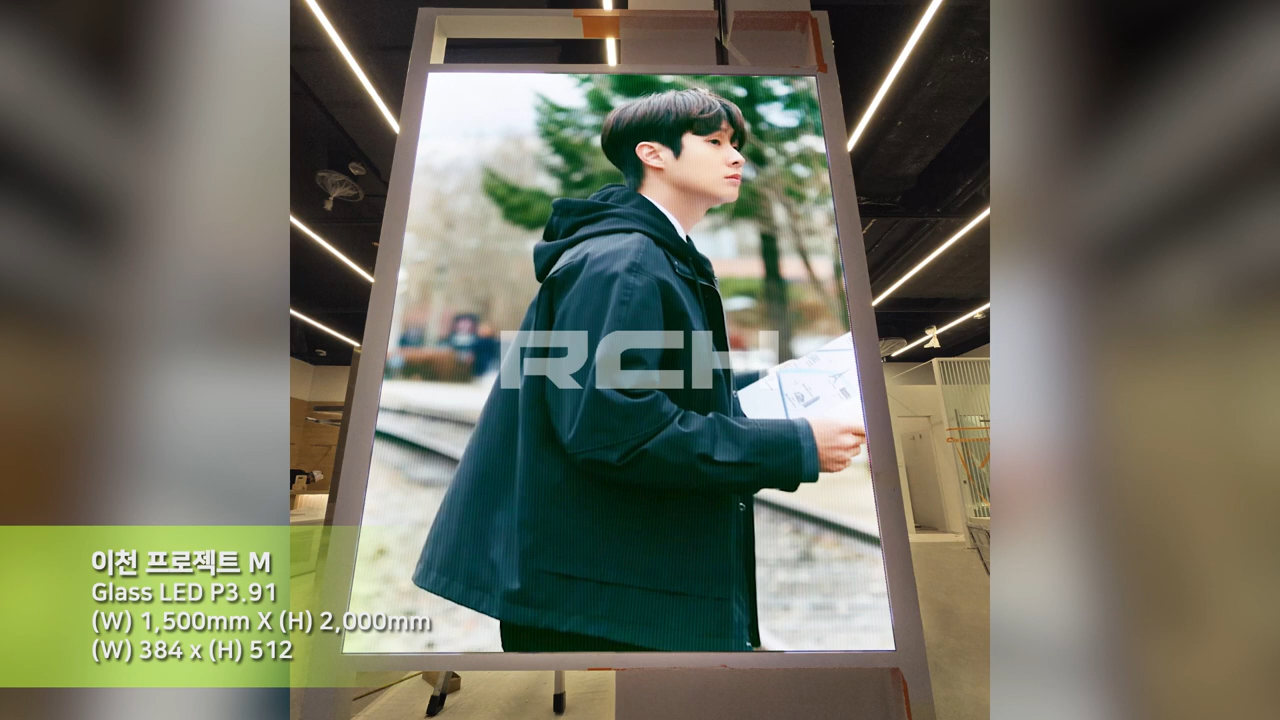 RCH
이천 프로젝트 M
Glass LED P3.91
(W) 1,500mm X (H) 2,000mm
(W) 384 x (H) 512